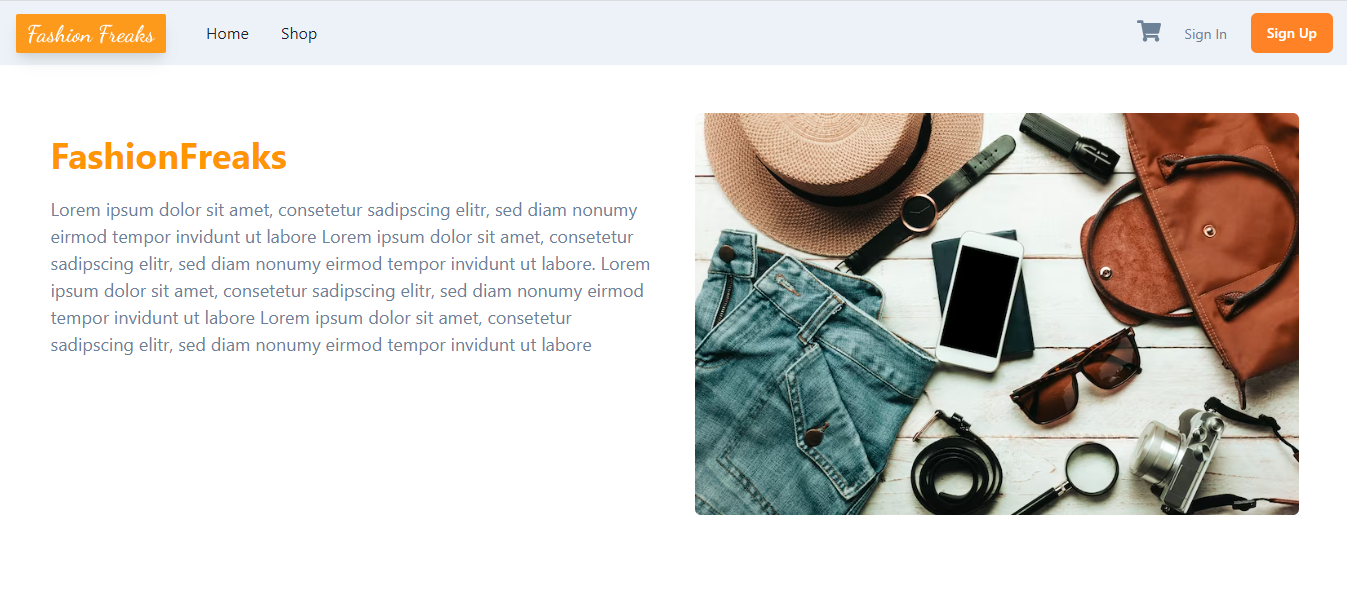 Fashion Freaks
Home
Shop
Sign In
Sign Up
FashionFreaks
Lorem ipsum dolor sit amet, consetetur sadipscing elitr, sed diam nonumy
eirmod tempor invidunt ut labore Lorem ipsum dolor sit amet, consetetur
sadipscing elitr, sed diam nonumy eirmod tempor invidunt ut labore. Lorem
ipsum dolor sit amet, consetetur sadipscing elitr, sed diam nonumy eirmod
tempor invidunt ut labore Lorem ipsum dolor sit amet, consetetur
sadipscing elitr, sed diam nonumy eirmod tempor invidunt ut labore